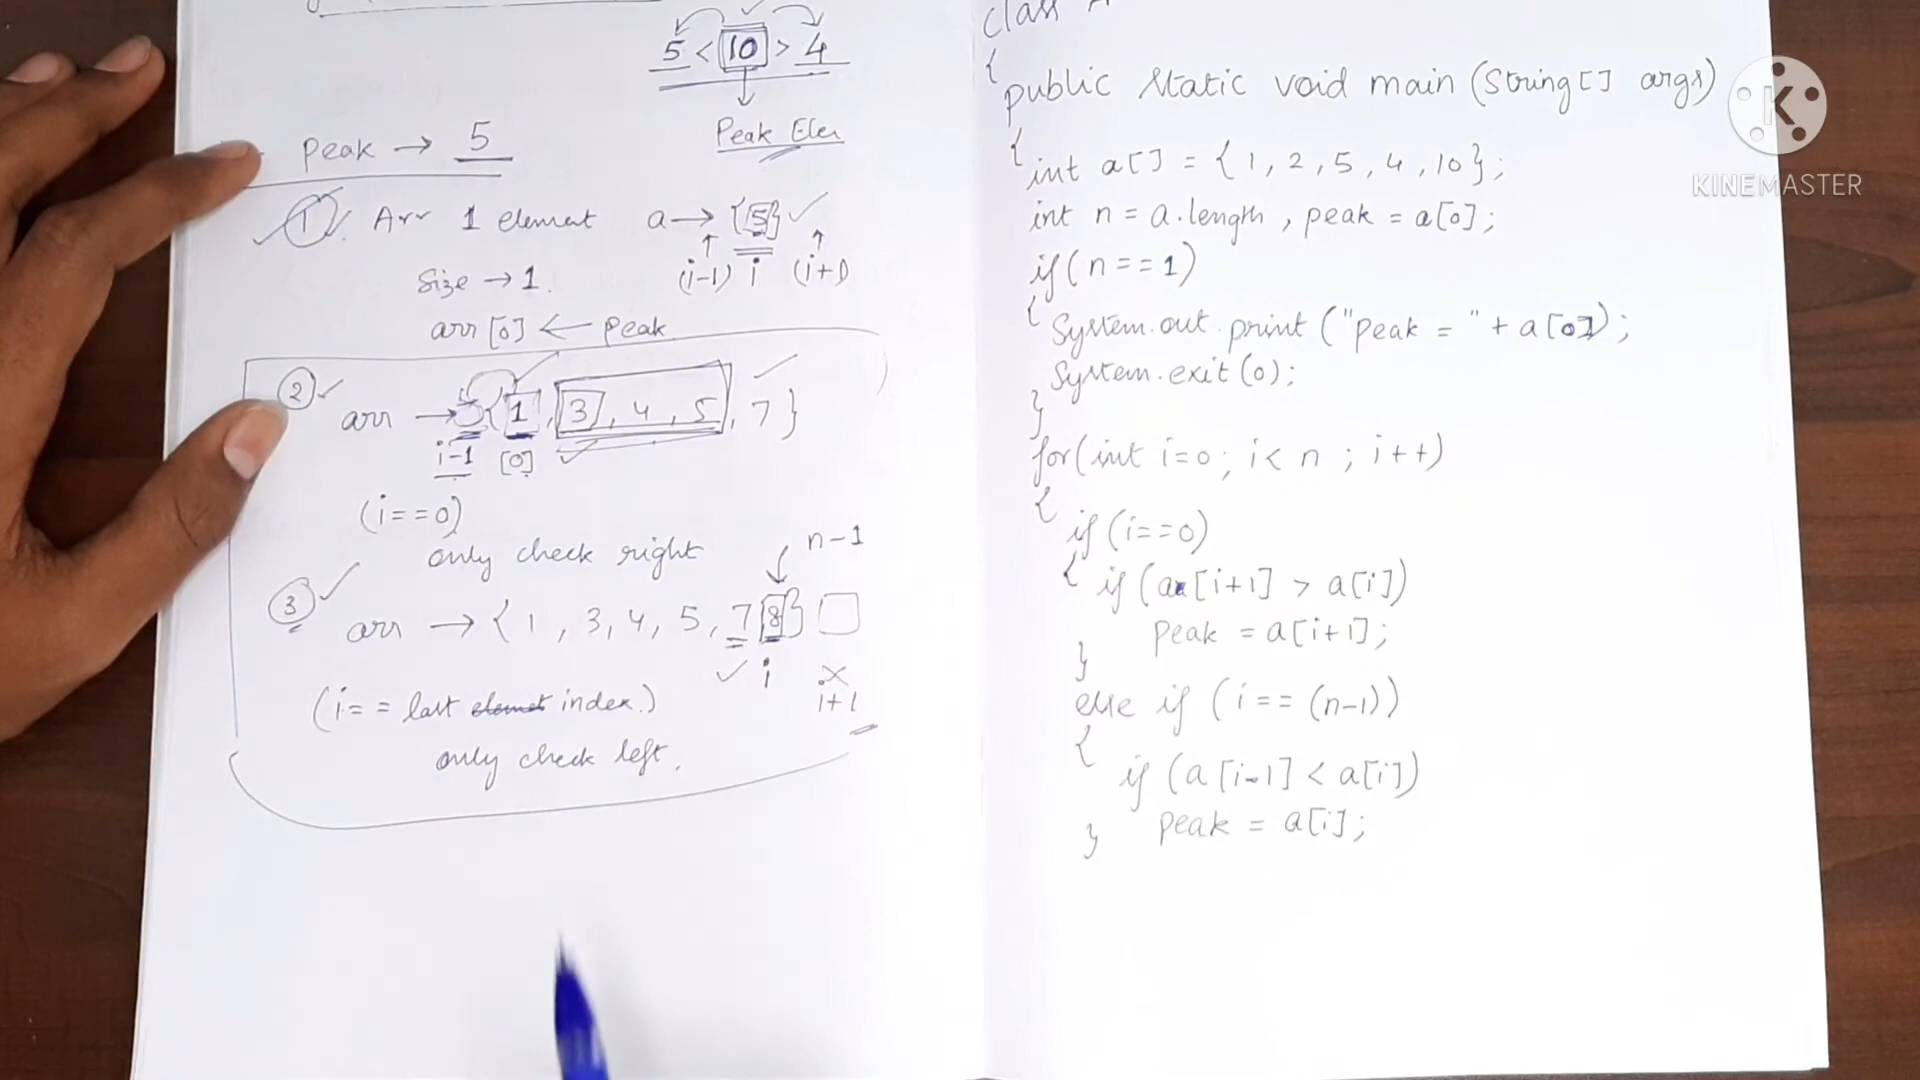 5 < 10 > 4
Peak Ele
Peak → 5
① Arr 1 element a → {5}
(i-1) i (i+1)
Size → 1.
arr [0] ← Peak
② arr → { 1, 3, 4, 5, 7 }
i-1 [0]
(i==0)
only check right
n-1
③ arr → { 1, 3, 4, 5, 7 8 }
i x
i+1
(i== last element index.)
only check left.
class
{
public static void main (String[] args)
{
int a[] = {1, 2, 5, 4, 10};
int n = a.length, peak = a[0];
if(n==1)
{
System.out.print ("Peak = " + a[0]);
System.exit(0);
}
for(int i=0; i< n ; i++)
{
if (i==0)
{ if (a[i+1] > a[i])
Peak = a[i+1];
}
else if (i== (n-1))
{
if (a[i-1] < a[i])
} Peak = a[i];
KINEMASTER